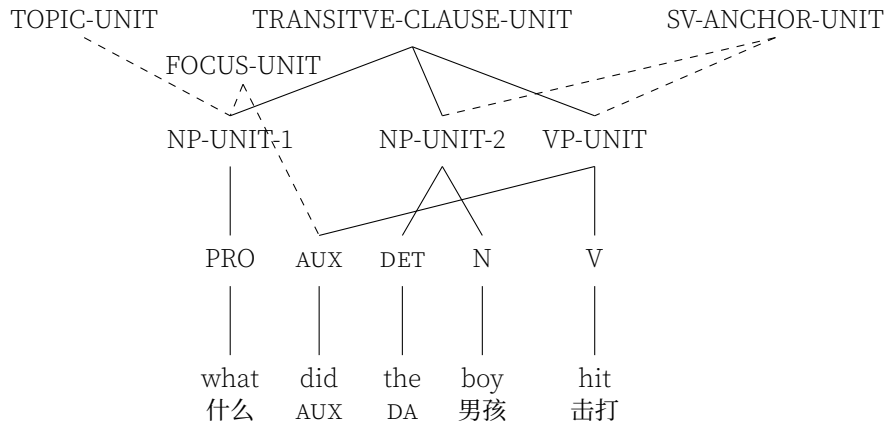 TOPIC-UNIT TRANSITVE-CLAUSE-UNIT SV-ANCHOR-UNIT
FOCUS-UNIT
NP-UNIT-1 NP-UNIT-2 VP-UNIT
PRO AUX DET N V
what did the boy hit
什么 AUX DA 男孩 击打